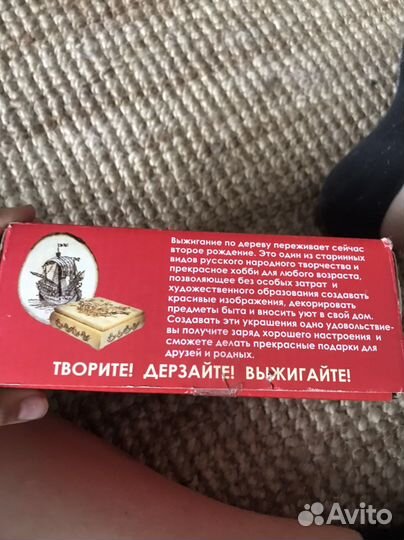 Выжигание по дереву переживает сейчас
второе рождение. Это один из старинных
видов русского народного творчества и
прекрасное хобби для любого возраста,
позволяющее без особых затрат и
художественного образования создавать
красивые изображения, декорировать
предметы быта и вносить уют в свой дом.
Создавать эти украшения одно удовольствие-
вы получите заряд хорошего настроения и
сможете делать прекрасные подарки для
друзей и родных.
ТВОРИТЕ! ДЕРЗАЙТЕ! ВЫЖИГАЙТЕ!
Avito